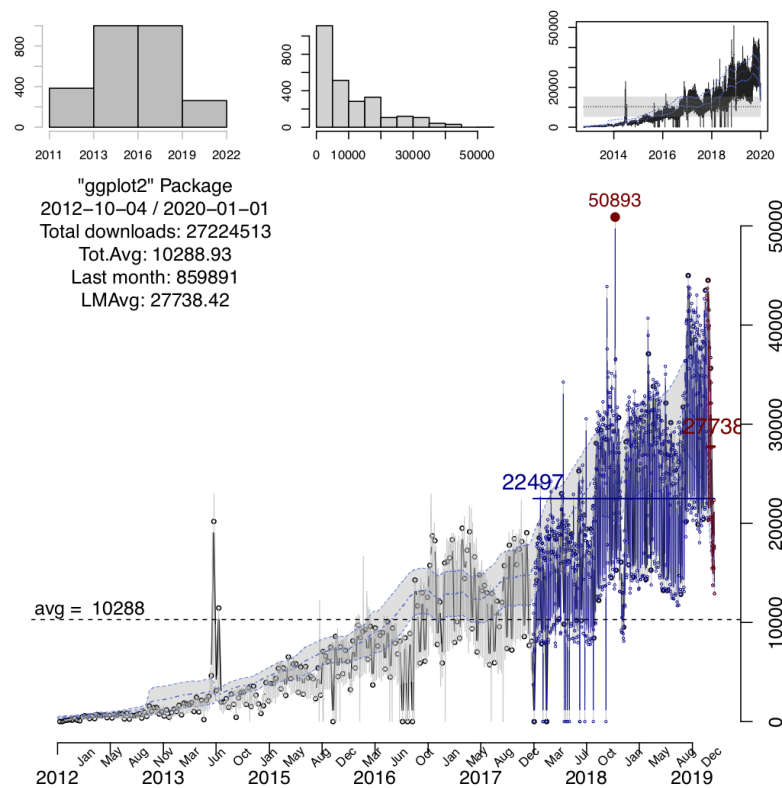 0 400 800
2011 2013 2016 2019 2022
0 400 800
0 10000 30000 50000
0 20000 50000
2014 2016 2018 2020
"ggplot2" Package
2012−10−04 / 2020−01−01
Total downloads: 27224513
Tot.Avg: 10288.93
Last month: 859891
LMAvg: 27738.42
50893
27738
22497
avg = 10288
0 10000 20000 30000 40000 50000
Jan May Aug Nov Mar Jun Oct Jan May Aug Dec Mar Jun Oct Jan May Aug Dec Mar Jul Oct Jan May Aug Dec
2012 2013 2015 2016 2017 2018 2019